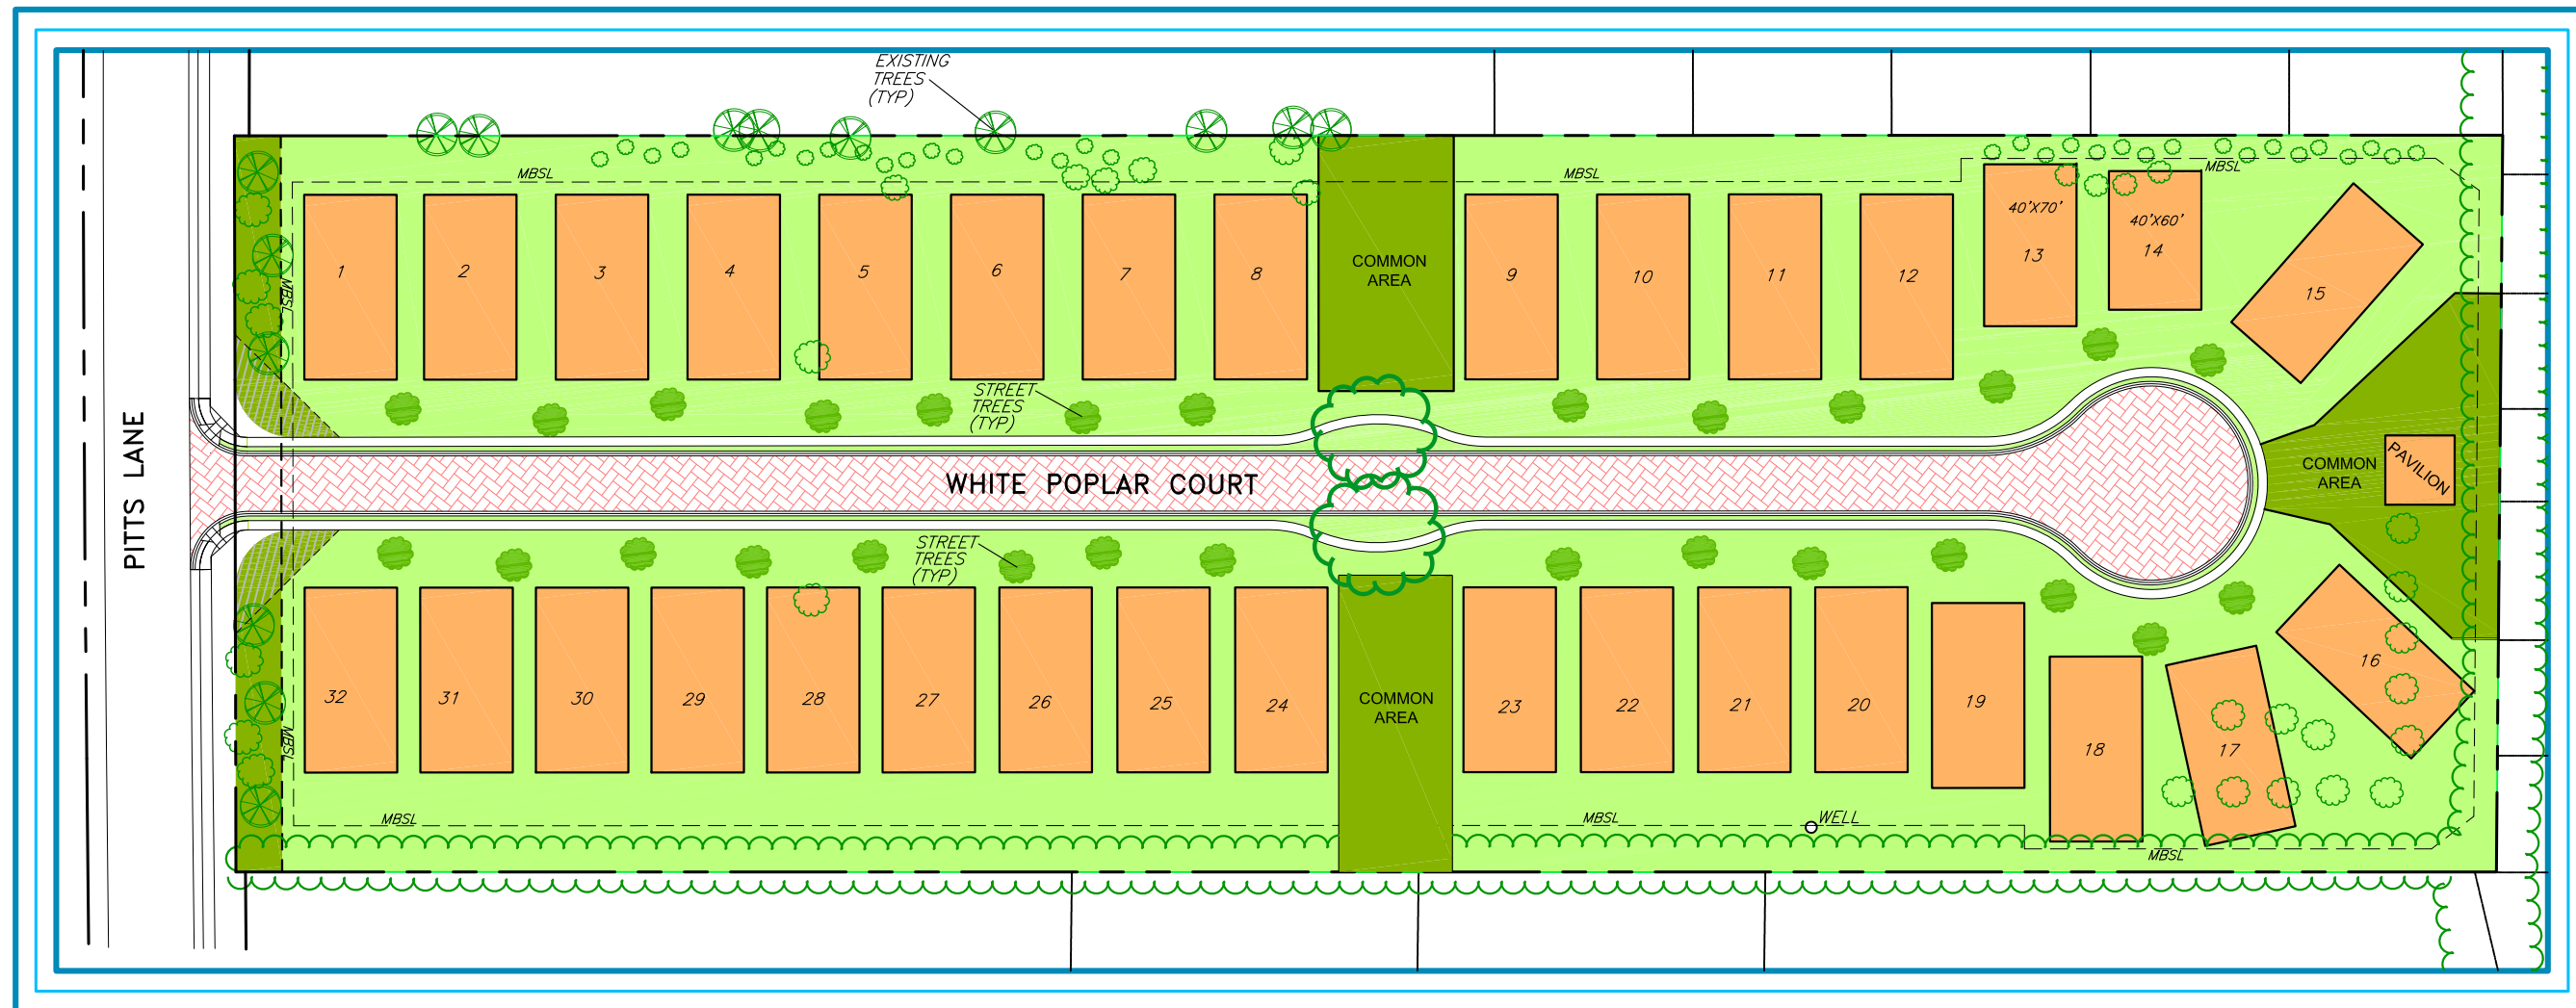 EXISTING
TREES
(TYP)
MBSL
MBSL
MBSL
40'X70'
40'X60'
1
2
3
4
5
6
7
8
COMMON
AREA
9
10
11
12
13
14
15
MBSL
STREET
TREES
(TYP)
PITTS LANE
WHITE POPLAR COURT
COMMON
AREA
PAVILION
STREET
TREES
(TYP)
32
31
30
29
28
27
26
25
24
COMMON
AREA
23
22
21
20
19
18
17
16
MBSL
MBSL
MBSL
WELL
MBSL